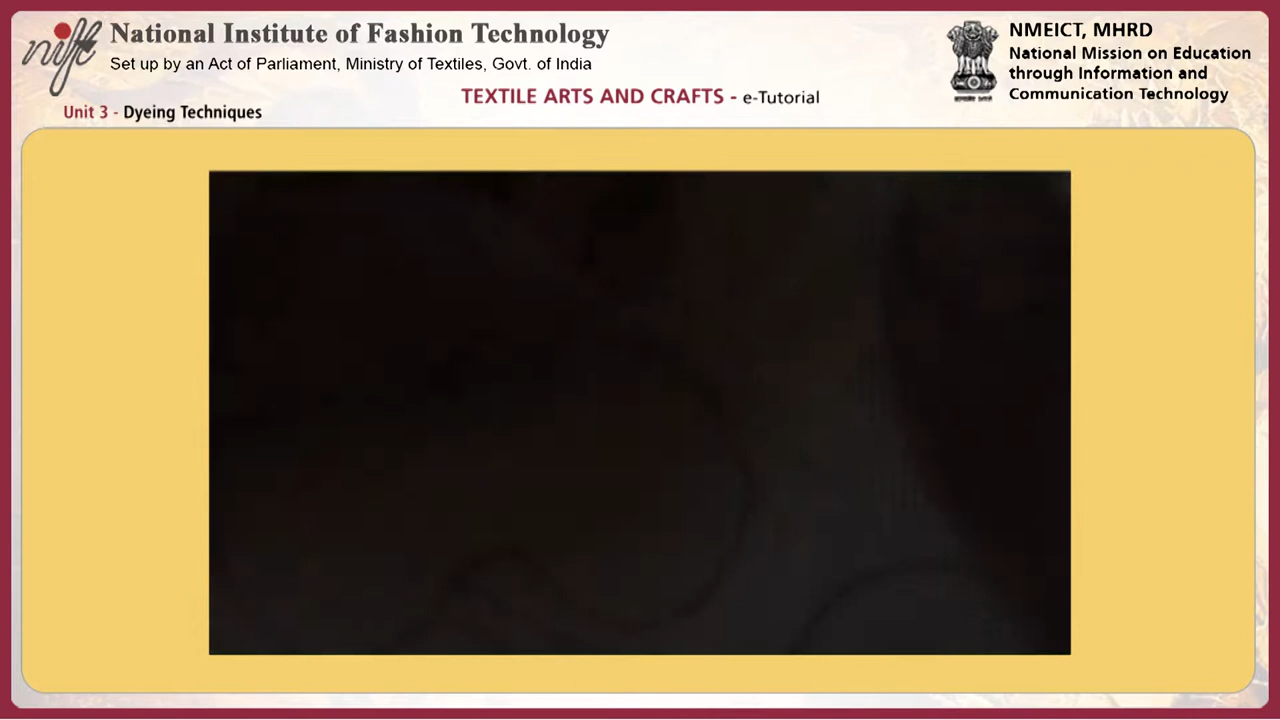 nift
National Institute of Fashion Technology
Set up by an Act of Parliament, Ministry of Textiles, Govt. of India
Unit 3 - Dyeing Techniques
TEXTILE ARTS AND CRAFTS - e-Tutorial
NMEICT, MHRD
National Mission on Education
through Information and
Communication Technology